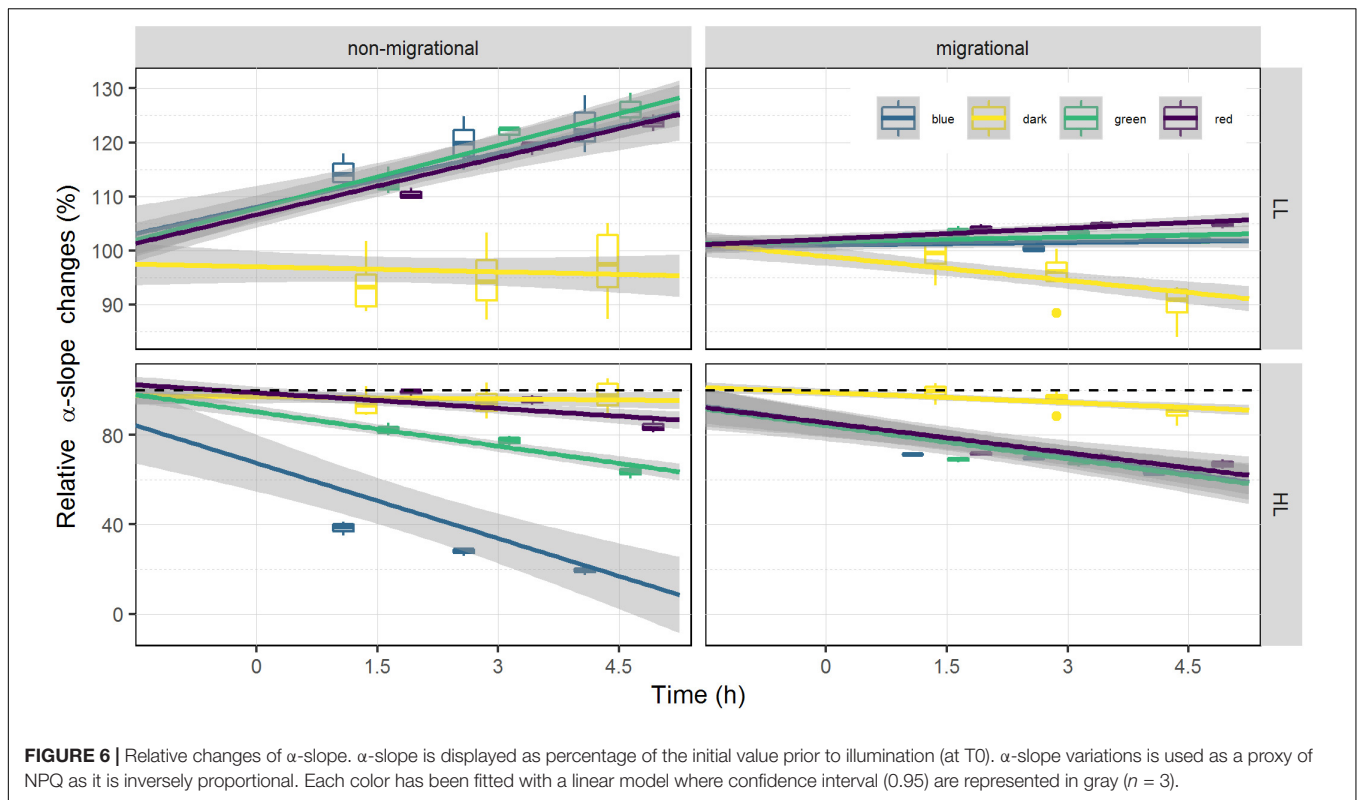 non-migrational
migrational
130
120
110
100
90
blue
dark
green
red
LL
80
40
0
HL
Relative α-slope changes (%)
Relative α-slope changes (%)
0
1.5
3
4.5
0
1.5
3
4.5
Time (h)
FIGURE 6 | Relative changes of α-slope. α-slope is displayed as percentage of the initial value prior to illumination (at T0). α-slope variations is used as a proxy of
NPQ as it is inversely proportional. Each color has been fitted with a linear model where confidence interval (0.95) are represented in gray (n = 3).